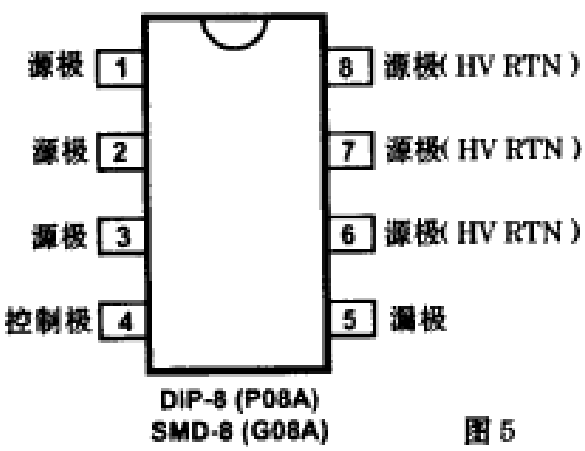 源极 1 8 源极( HV RTN )
源极 2 7 源极( HV RTN )
源极 3 6 源极( HV RTN )
控制极 4 5 漏极
DIP-8 (P08A)
SMD-8 (G08A)
图 5